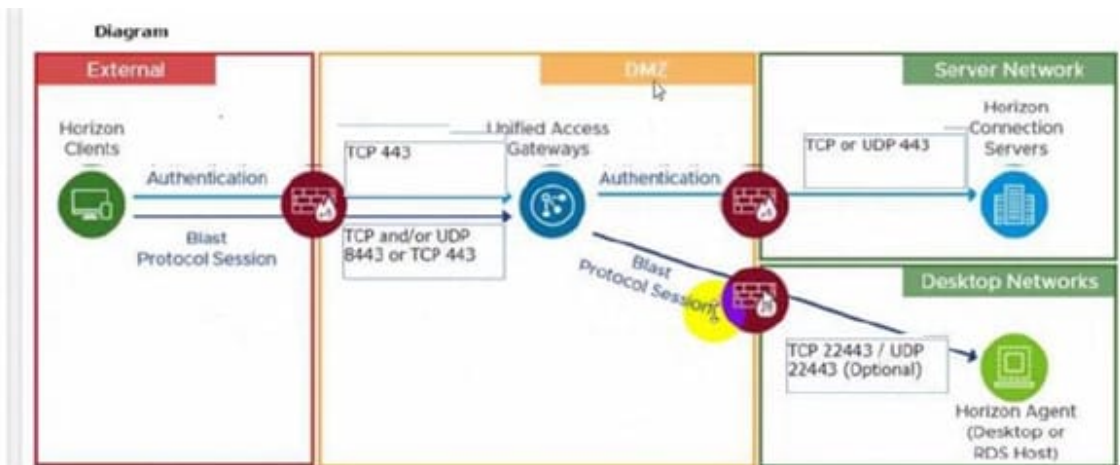 Diagram
External
DMZ
Server Network
Horizon
Clients
Unified Access
Gateways
Horizon
Connection
Servers
TCP 443
TCP or UDP 443
Authentication
Authentication
Blast
Protocol Session
TCP and/or UDP
8443 or TCP 443
Blast
Protocol Session
Desktop Networks
TCP 22443 / UDP
22443 (Optional)
Horizon Agent
(Desktop or
RDS Host)